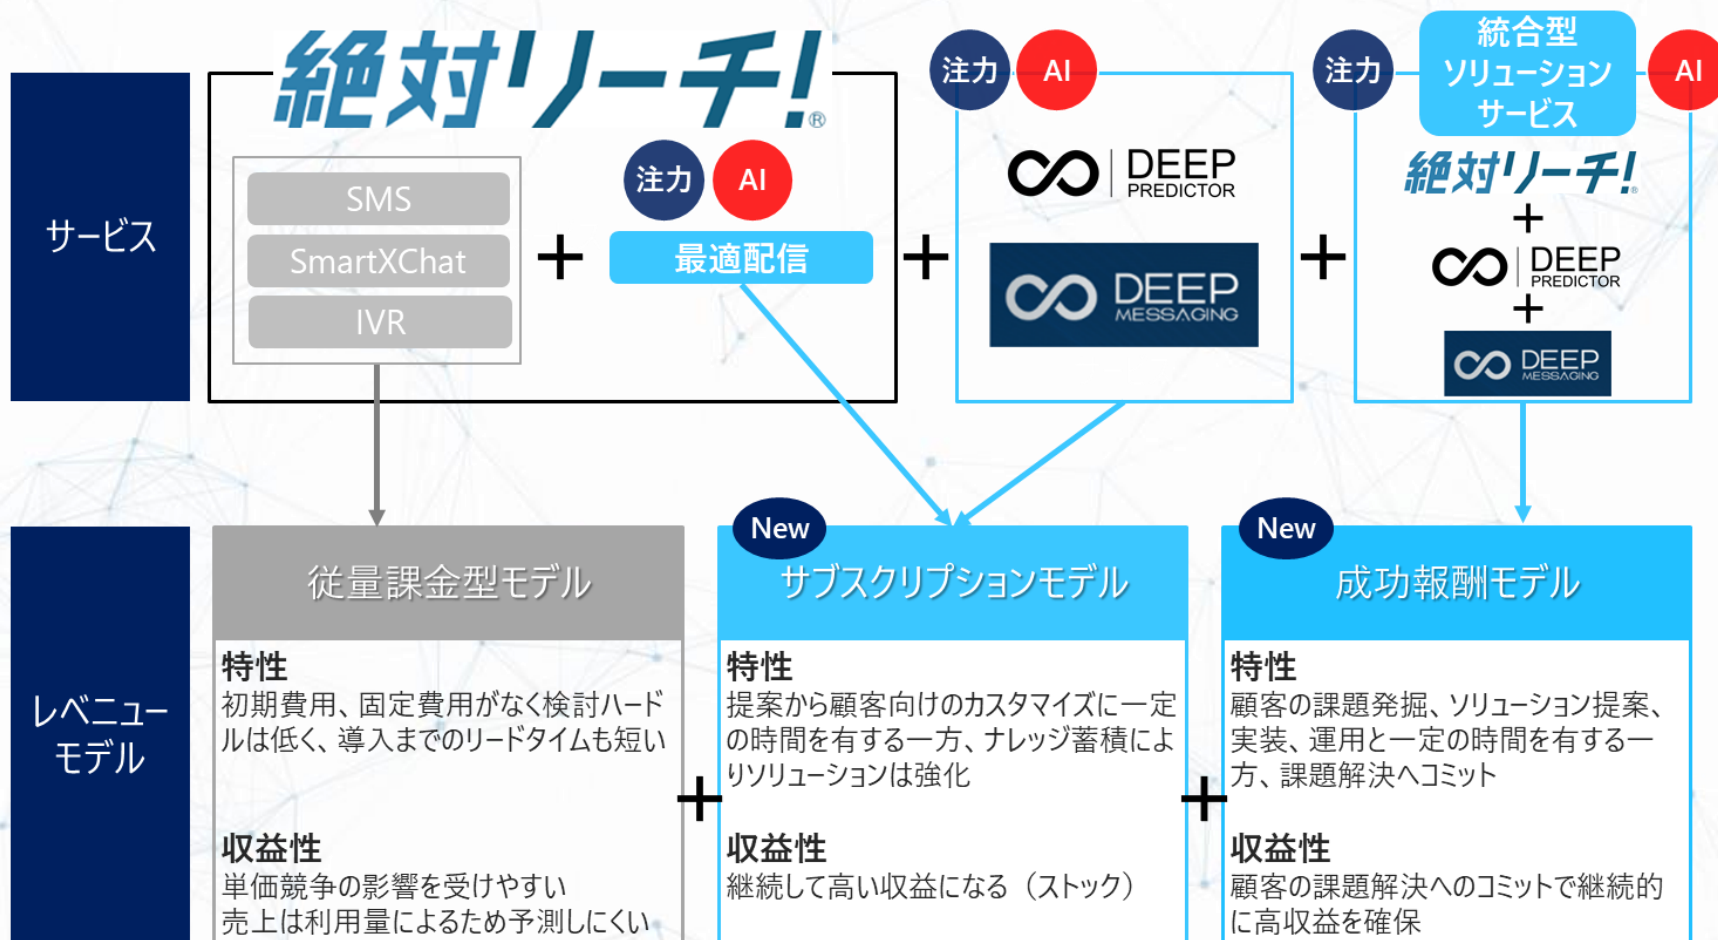 サービス
絶対リーチ!®
SMS
SmartXChat
IVR
+
注力
AI
最適配信
+
注力
AI
DEEP
PREDICTOR
DEEP
MESSAGING
+
注力
統合型
ソリューション
サービス
AI
絶対リーチ!
+
DEEP
PREDICTOR
+
DEEP
MESSAGING
レベニュー
モデル
従量課金型モデル
特性
初期費用、固定費用がなく検討ハード
ルは低く、導入までのリードタイムも短い
収益性
単価競争の影響を受けやすい
売上は利用量によるため予測しにくい
+
New
サブスクリプションモデル
特性
提案から顧客向けのカスタマイズに一定
の時間を有する一方、ナレッジ蓄積によ
りソリューションは強化
収益性
継続して高い収益になる（ストック）
+
New
成功報酬モデル
特性
顧客の課題発掘、ソリューション提案、
実装、運用と一定の時間を有する一
方、課題解決へコミット
収益性
顧客の課題解決へのコミットで継続的
に高収益を確保